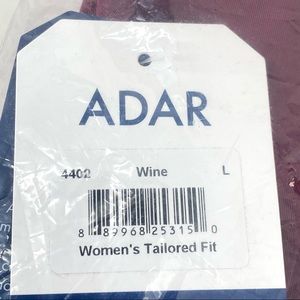 ADAR
4402 Wine L
8 89968 25315 0
Women's Tailored Fit